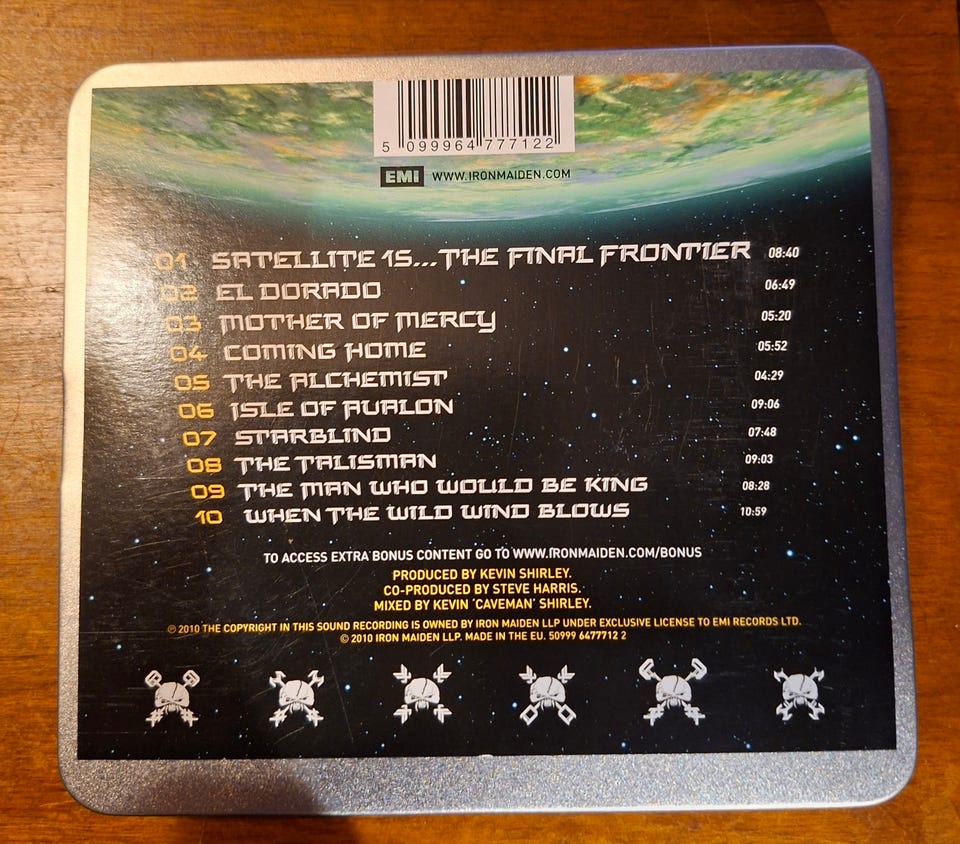 5 099964 777122
EMI WWW.IRONMAIDEN.COM
01 SATELLITE 15...THE FINAL FRONTIER 08:40
02 EL DORADO 06:49
03 MOTHER OF MERCY 05:20
04 COMING HOME 05:52
05 THE ALCHEMIST 04:29
06 ISLE OF AVALON 09:06
07 STARBLIND 07:48
08 THE TALISMAN 09:03
09 THE MAN WHO WOULD BE KING 08:28
10 WHEN THE WILD WIND BLOWS 10:59
TO ACCESS EXTRA BONUS CONTENT GO TO WWW.IRONMAIDEN.COM/BONUS
PRODUCED BY KEVIN SHIRLEY.
CO-PRODUCED BY STEVE HARRIS.
MIXED BY KEVIN 'CAVEMAN' SHIRLEY.
℗ 2010 THE COPYRIGHT IN THIS SOUND RECORDING IS OWNED BY IRON MAIDEN LLP UNDER EXCLUSIVE LICENSE TO EMI RECORDS LTD.
© 2010 IRON MAIDEN LLP. MADE IN THE EU. 50999 6477712 2